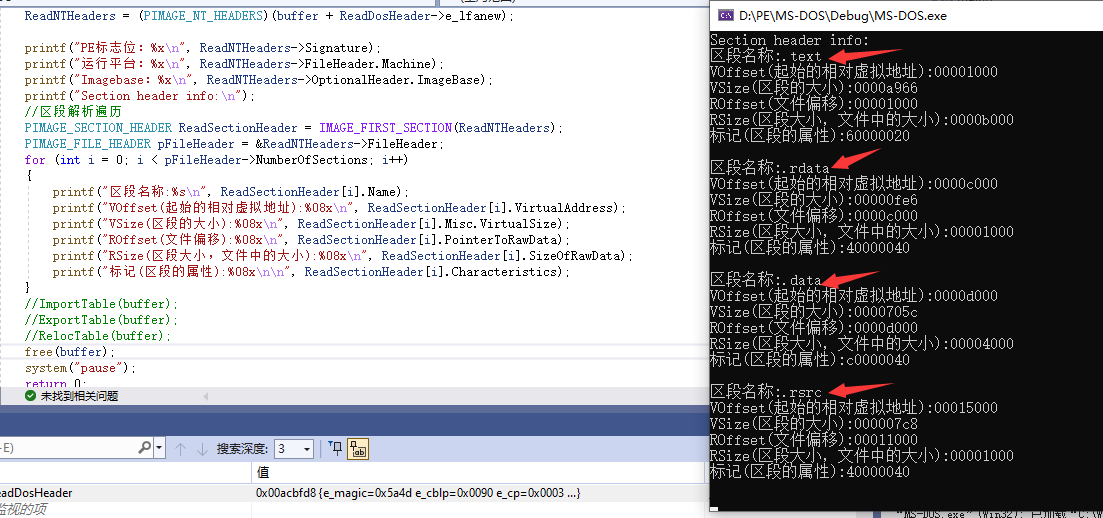 ReadNTHeaders = (PIMAGE_NT_HEADERS)(buffer + ReadDosHeader->e_lfanew);
printf("PE标志位：%x\n", ReadNTHeaders->Signature);
printf("运行平台：%x\n", ReadNTHeaders->FileHeader.Machine);
printf("Imagebase：%x\n", ReadNTHeaders->OptionalHeader.ImageBase);
printf("Section header info:\n");
//区段解析遍历
PIMAGE_SECTION_HEADER ReadSectionHeader = IMAGE_FIRST_SECTION(ReadNTHeaders);
PIMAGE_FILE_HEADER pFileHeader = &ReadNTHeaders->FileHeader;
for (int i = 0; i < pFileHeader->NumberOfSections; i++)
{
printf("区段名称:%s\n", ReadSectionHeader[i].Name);
printf("VOffset(起始的相对虚拟地址):%08x\n", ReadSectionHeader[i].VirtualAddress);
printf("VSize(区段的大小):%08x\n", ReadSectionHeader[i].Misc.VirtualSize);
printf("ROffset(文件偏移):%08x\n", ReadSectionHeader[i].PointerToRawData);
printf("RSize(区段大小，文件中的大小):%08x\n", ReadSectionHeader[i].SizeOfRawData);
printf("标记(区段的属性):%08x\n\n", ReadSectionHeader[i].Characteristics);
}
//ImportTable(buffer);
//ExportTable(buffer);
//RelocTable(buffer);
free(buffer);
system("pause");
return 0;
未找到相关问题
-E)
搜索深度: 3
值
eadDosHeader 0x00acbfd8 {e_magic=0x5a4d e_cblp=0x0090 e_cp=0x0003 ...}
监视的项
D:\PE\MS-DOS\Debug\MS-DOS.exe
Section header info:
区段名称:.text
VOffset(起始的相对虚拟地址):00001000
VSize(区段的大小):0000a966
ROffset(文件偏移):00001000
RSize(区段大小，文件中的大小):0000b000
标记(区段的属性):60000020
区段名称:.rdata
VOffset(起始的相对虚拟地址):0000c000
VSize(区段的大小):00000fe6
ROffset(文件偏移):0000c000
RSize(区段大小，文件中的大小):00001000
标记(区段的属性):40000040
区段名称:.data
VOffset(起始的相对虚拟地址):0000d000
VSize(区段的大小):0000705c
ROffset(文件偏移):0000d000
RSize(区段大小，文件中的大小):00004000
标记(区段的属性):c0000040
区段名称:.rsrc
VOffset(起始的相对虚拟地址):00015000
VSize(区段的大小):000007c8
ROffset(文件偏移):00011000
RSize(区段大小，文件中的大小):00001000
标记(区段的属性):40000040
"MS-DOS.exe" (Win32): 已加载 "C:\W